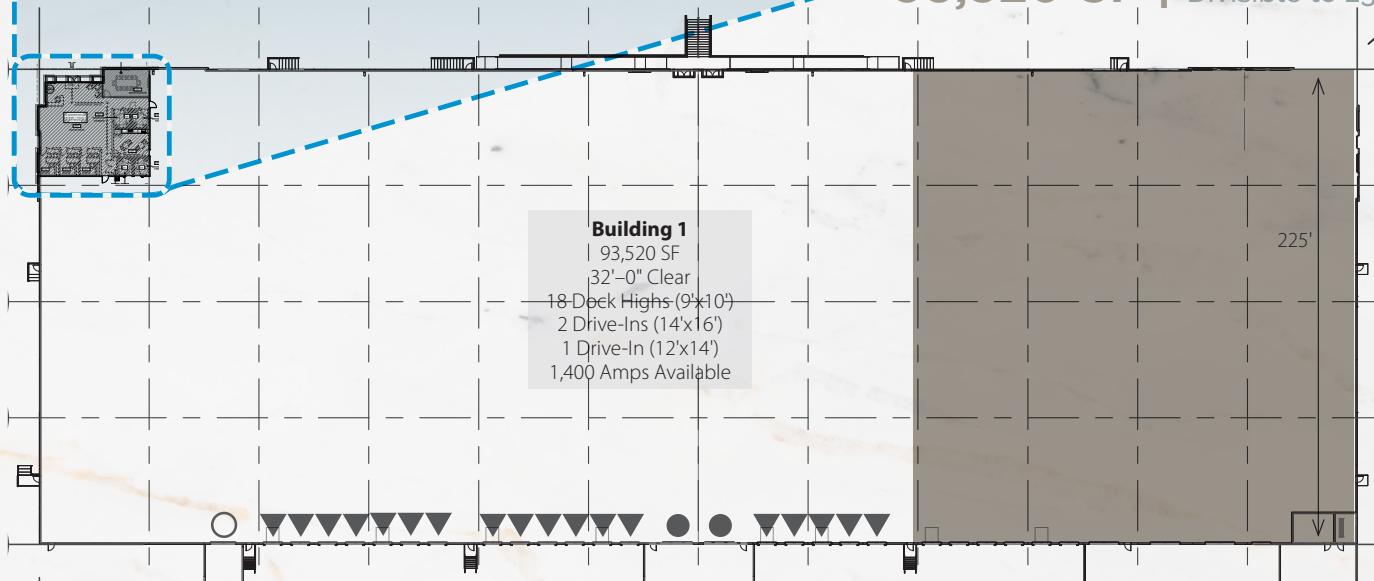 Building 1
93,520 SF
32'–0" Clear
18 Dock Highs (9'x10')
2 Drive-Ins (14'x16')
1 Drive-In (12'x14')
1,400 Amps Available
225'